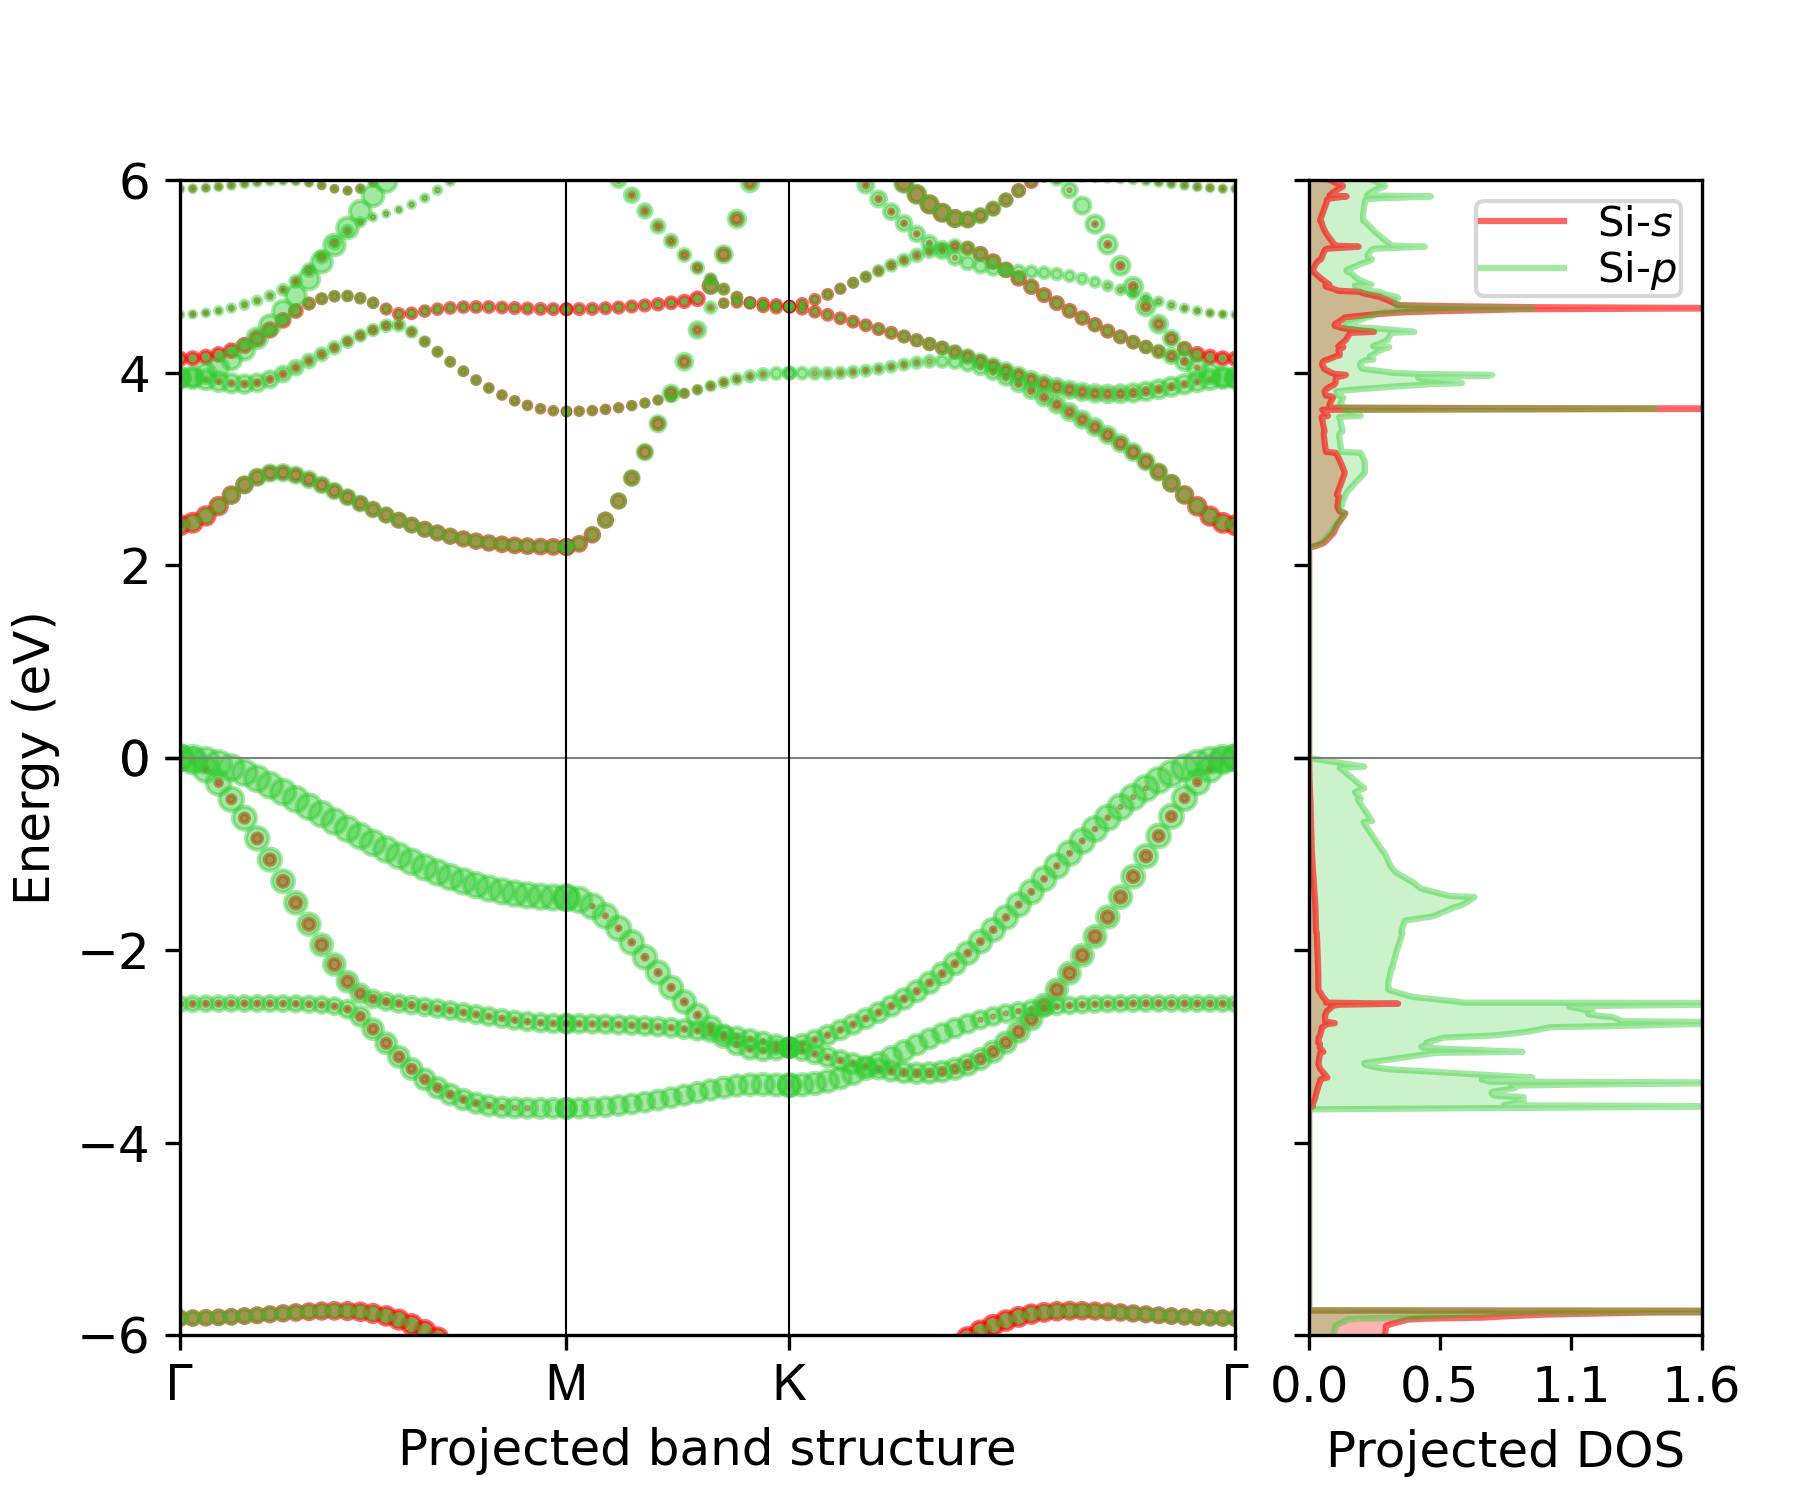 6
4
2
0
−2
−4
−6
Energy (eV)
Γ M K Γ
Projected band structure
Si-s
Si-p
0.0 0.5 1.1 1.6
Projected DOS